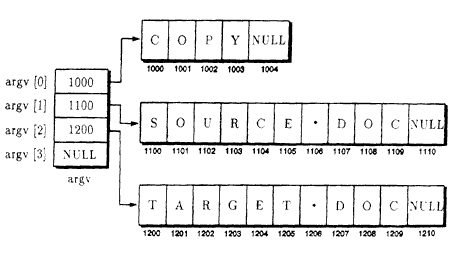 C O P Y NULL
1000 1001 1002 1003 1004
argv [0] 1000
argv [1] 1100
argv [2] 1200
argv [3] NULL
argv
S O U R C E • D O C NULL
1100 1101 1102 1103 1104 1105 1106 1107 1108 1109 1110
T A R G E T • D O C NULL
1200 1201 1202 1203 1204 1205 1206 1207 1208 1209 1210